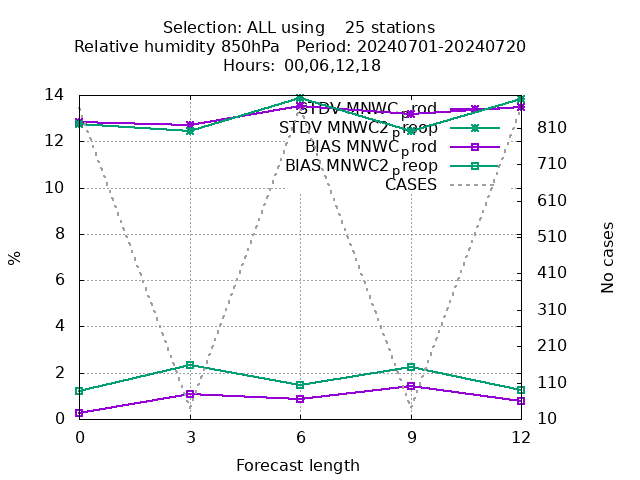 Selection: ALL using    25 stations
Relative humidity 850hPa   Period: 20240701-20240720
Hours: 00,06,12,18
14
12
10
8
6
4
2
0
%
STDV MNWC_prod
STDV MNWC2_preop
BIAS MNWC_prod
BIAS MNWC2_preop
CASES
810
710
610
510
410
310
210
110
10
No cases
0 3 6 9 12
Forecast length